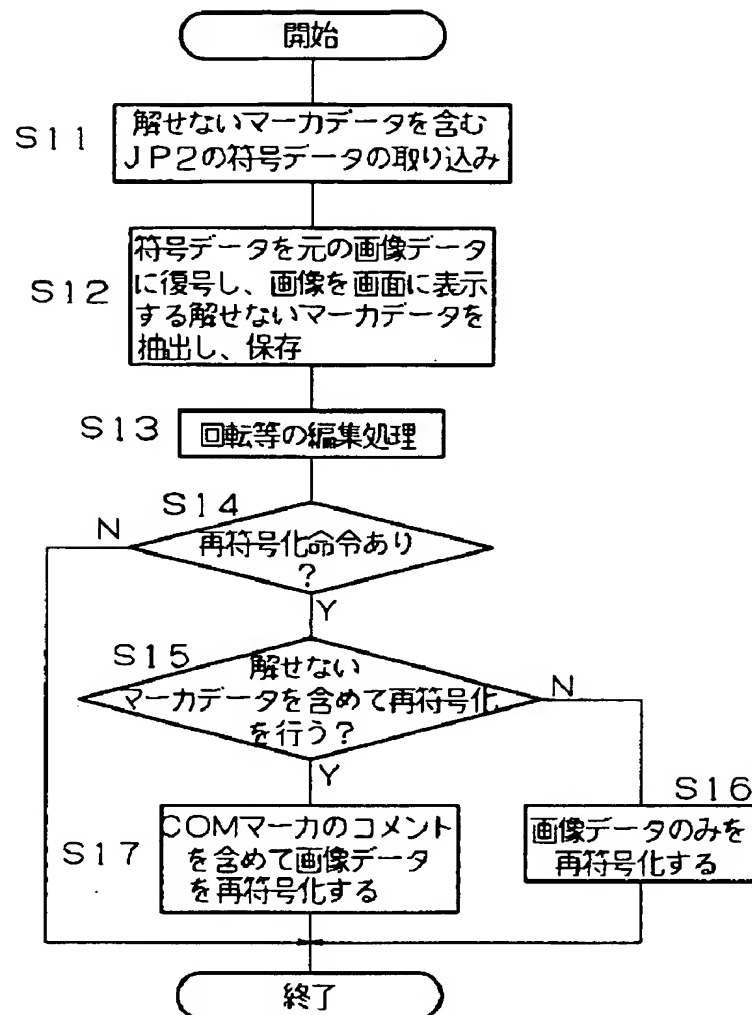 開始
S11
解せないマーカデータを含む
JP2の符号データの取り込み
S12
符号データを元の画像データ
に復号し、画像を画面に表示
する解せないマーカデータを
抽出し、保存
S13
回転等の編集処理
S14
N
再符号化命令あり
?
Y
S15
解せない
マーカデータを含めて再符号化
を行う?
N
Y
S16
画像データのみを
再符号化する
S17
COMマーカのコメント
を含めて画像データ
を再符号化する
終了